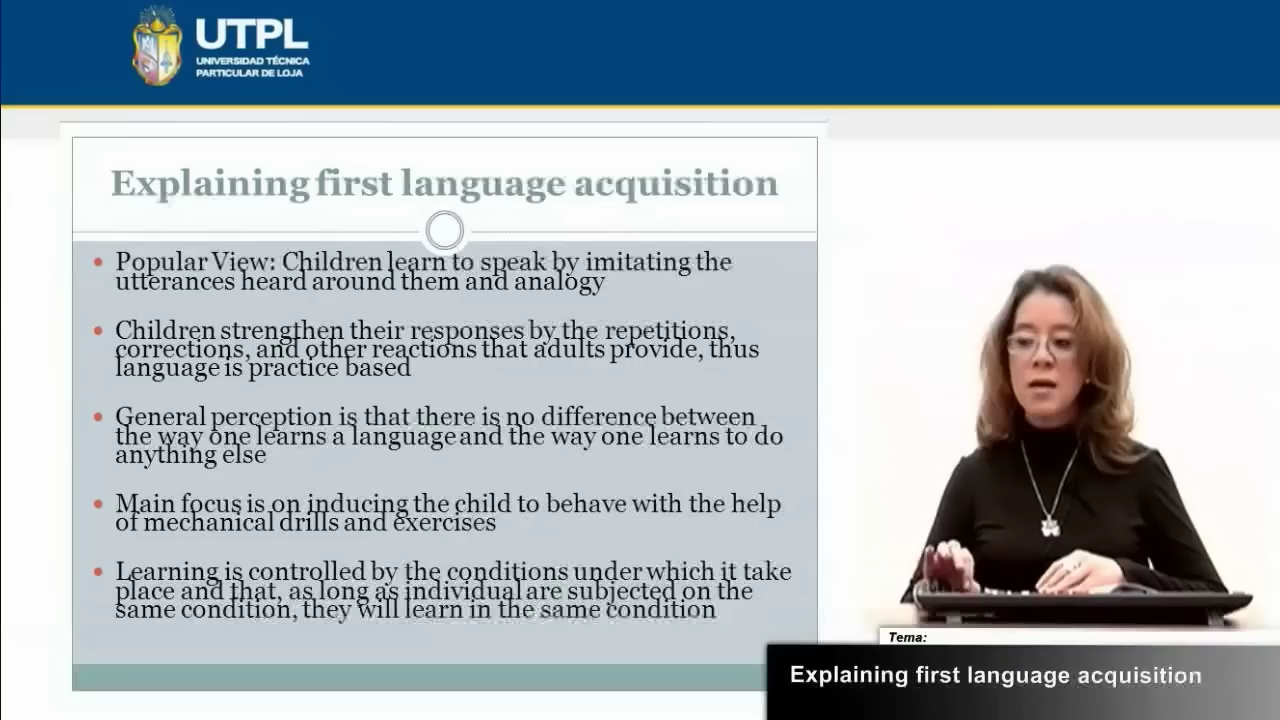 UTPL
UNIVERSIDAD TÉCNICA
PARTICULAR DE LOJA
Explaining first language acquisition
• Popular View: Children learn to speak by imitating the
utterances heard around them and analogy
• Children strengthen their responses by the repetitions,
corrections, and other reactions that adults provide, thus
language is practice based
• General perception is that there is no difference between
the way one learns a language and the way one learns to do
anything else
• Main focus is on inducing the child to behave with the help
of mechanical drills and exercises
• Learning is controlled by the conditions under which it take
place and that, as long as individual are subjected on the
same condition, they will learn in the same condition
Tema:
Explaining first language acquisition